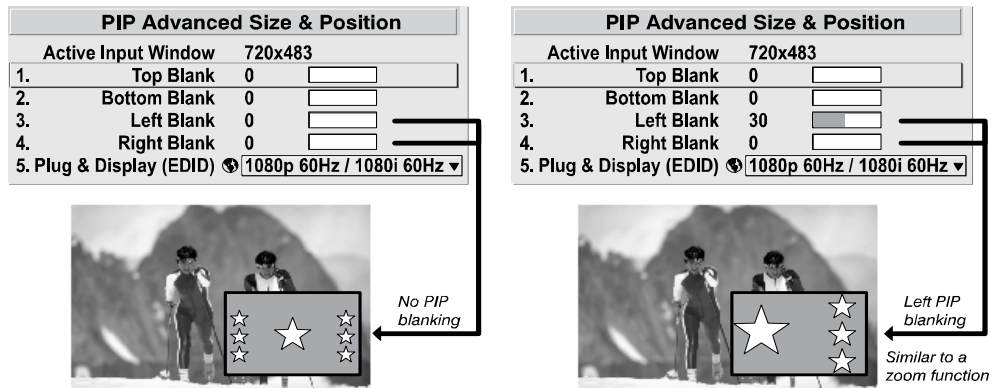 PIP Advanced Size & Position
Active Input Window 720x483
1. Top Blank 0
2. Bottom Blank 0
3. Left Blank 0
4. Right Blank 0
5. Plug & Display (EDID) 1080p 60Hz / 1080i 60Hz
No PIP
blanking
PIP Advanced Size & Position
Active Input Window 720x483
1. Top Blank 0
2. Bottom Blank 0
3. Left Blank 30
4. Right Blank 0
5. Plug & Display (EDID) 1080p 60Hz / 1080i 60Hz
Left PIP
blanking
Similar to a
zoom function